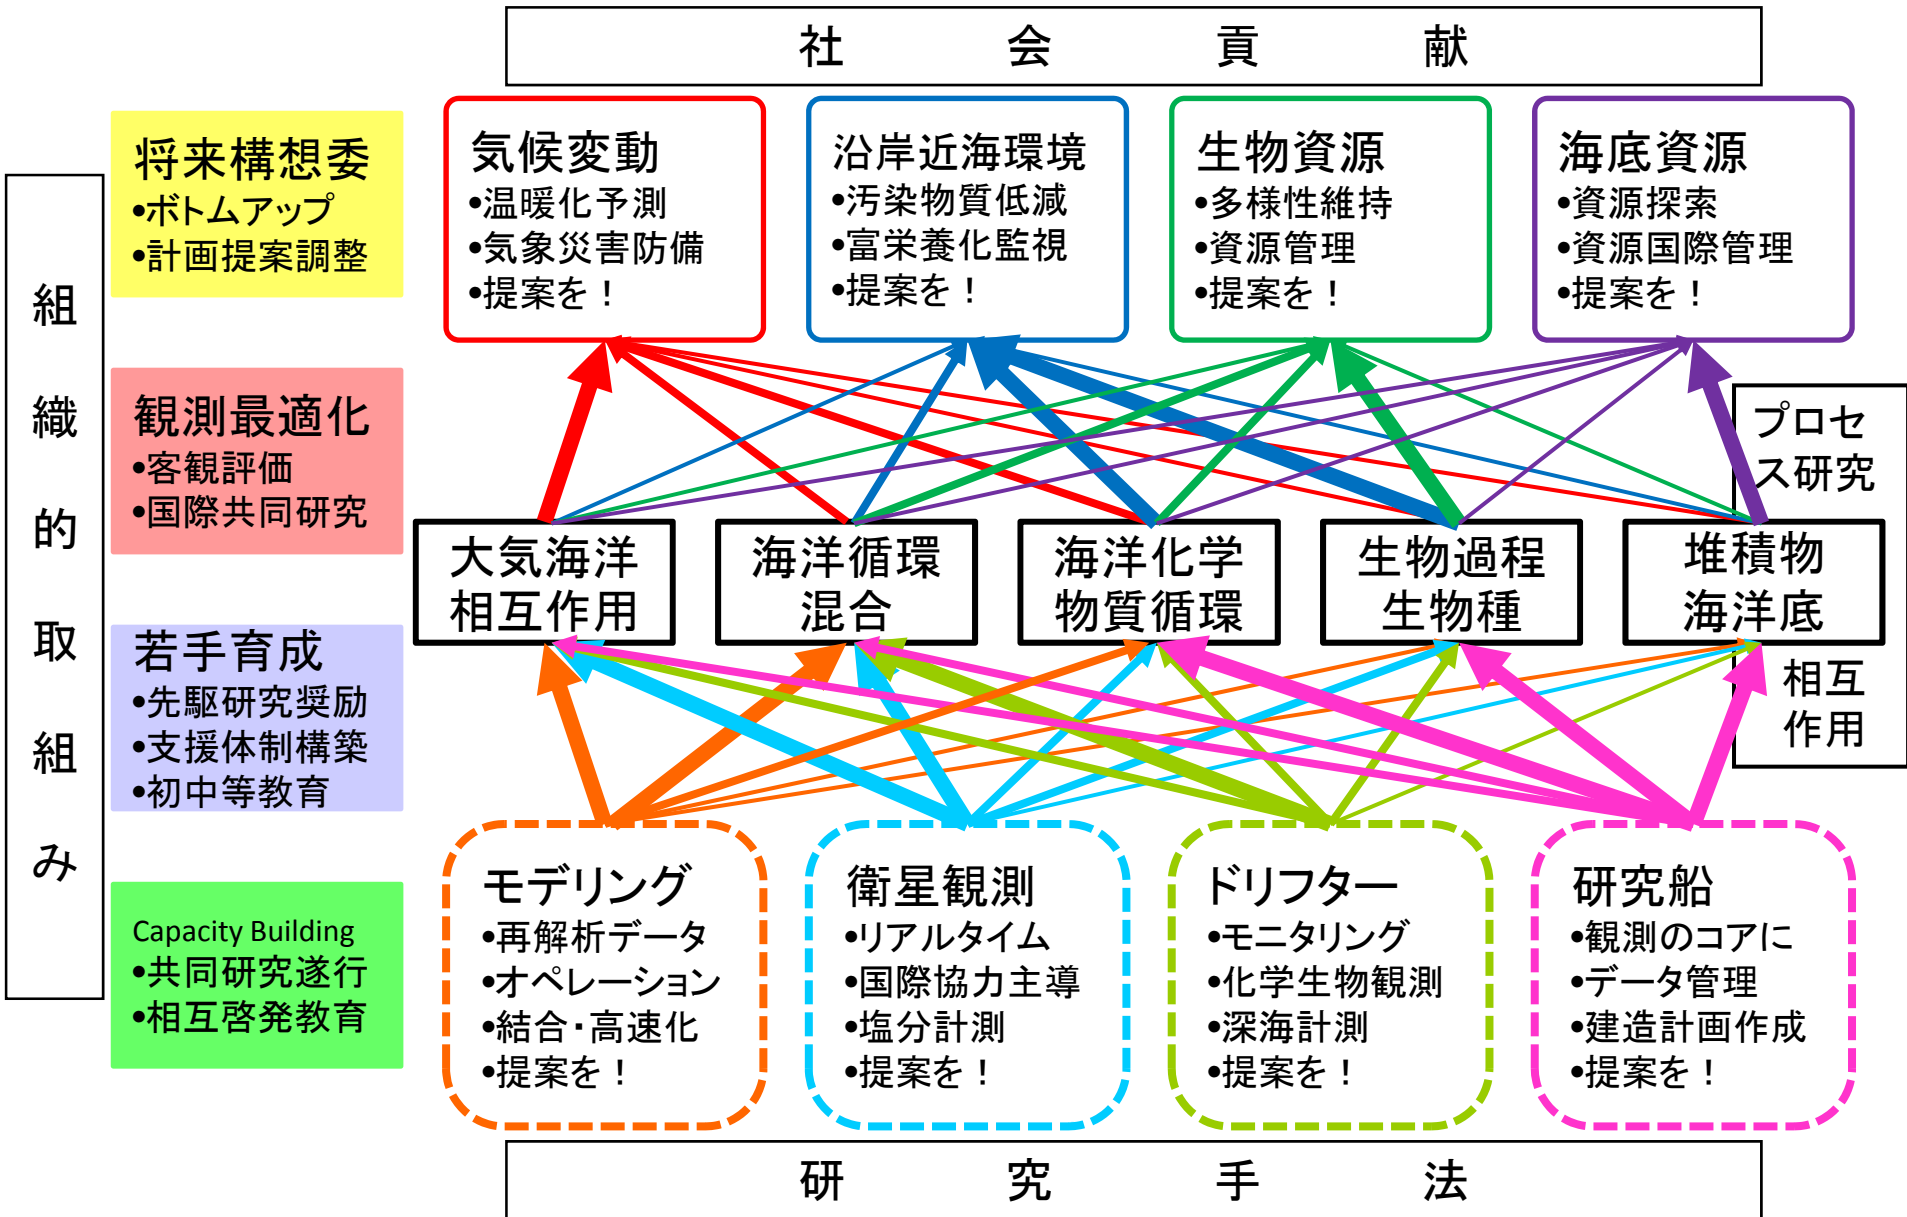 社会貢献
組織的取組み
将来構想委
•ボトムアップ
•計画提案調整
観測最適化
•客観評価
•国際共同研究
若手育成
•先駆研究奨励
•支援体制構築
•初中等教育
Capacity Building
•共同研究遂行
•相互啓発教育
気候変動
•温暖化予測
•気象災害防備
•提案を！
沿岸近海環境
•汚染物質低減
•富栄養化監視
•提案を！
生物資源
•多様性維持
•資源管理
•提案を！
海底資源
•資源探索
•資源国際管理
•提案を！
プロセ
ス研究
大気海洋
相互作用
海洋循環
混合
海洋化学
物質循環
生物過程
生物種
堆積物
海洋底
相互
作用
モデリング
•再解析データ
•オペレーション
•結合・高速化
•提案を！
衛星観測
•リアルタイム
•国際協力主導
•塩分計測
•提案を！
ドリフター
•モニタリング
•化学生物観測
•深海計測
•提案を！
研究船
•観測のコアに
•データ管理
•建造計画作成
•提案を！
研究手法